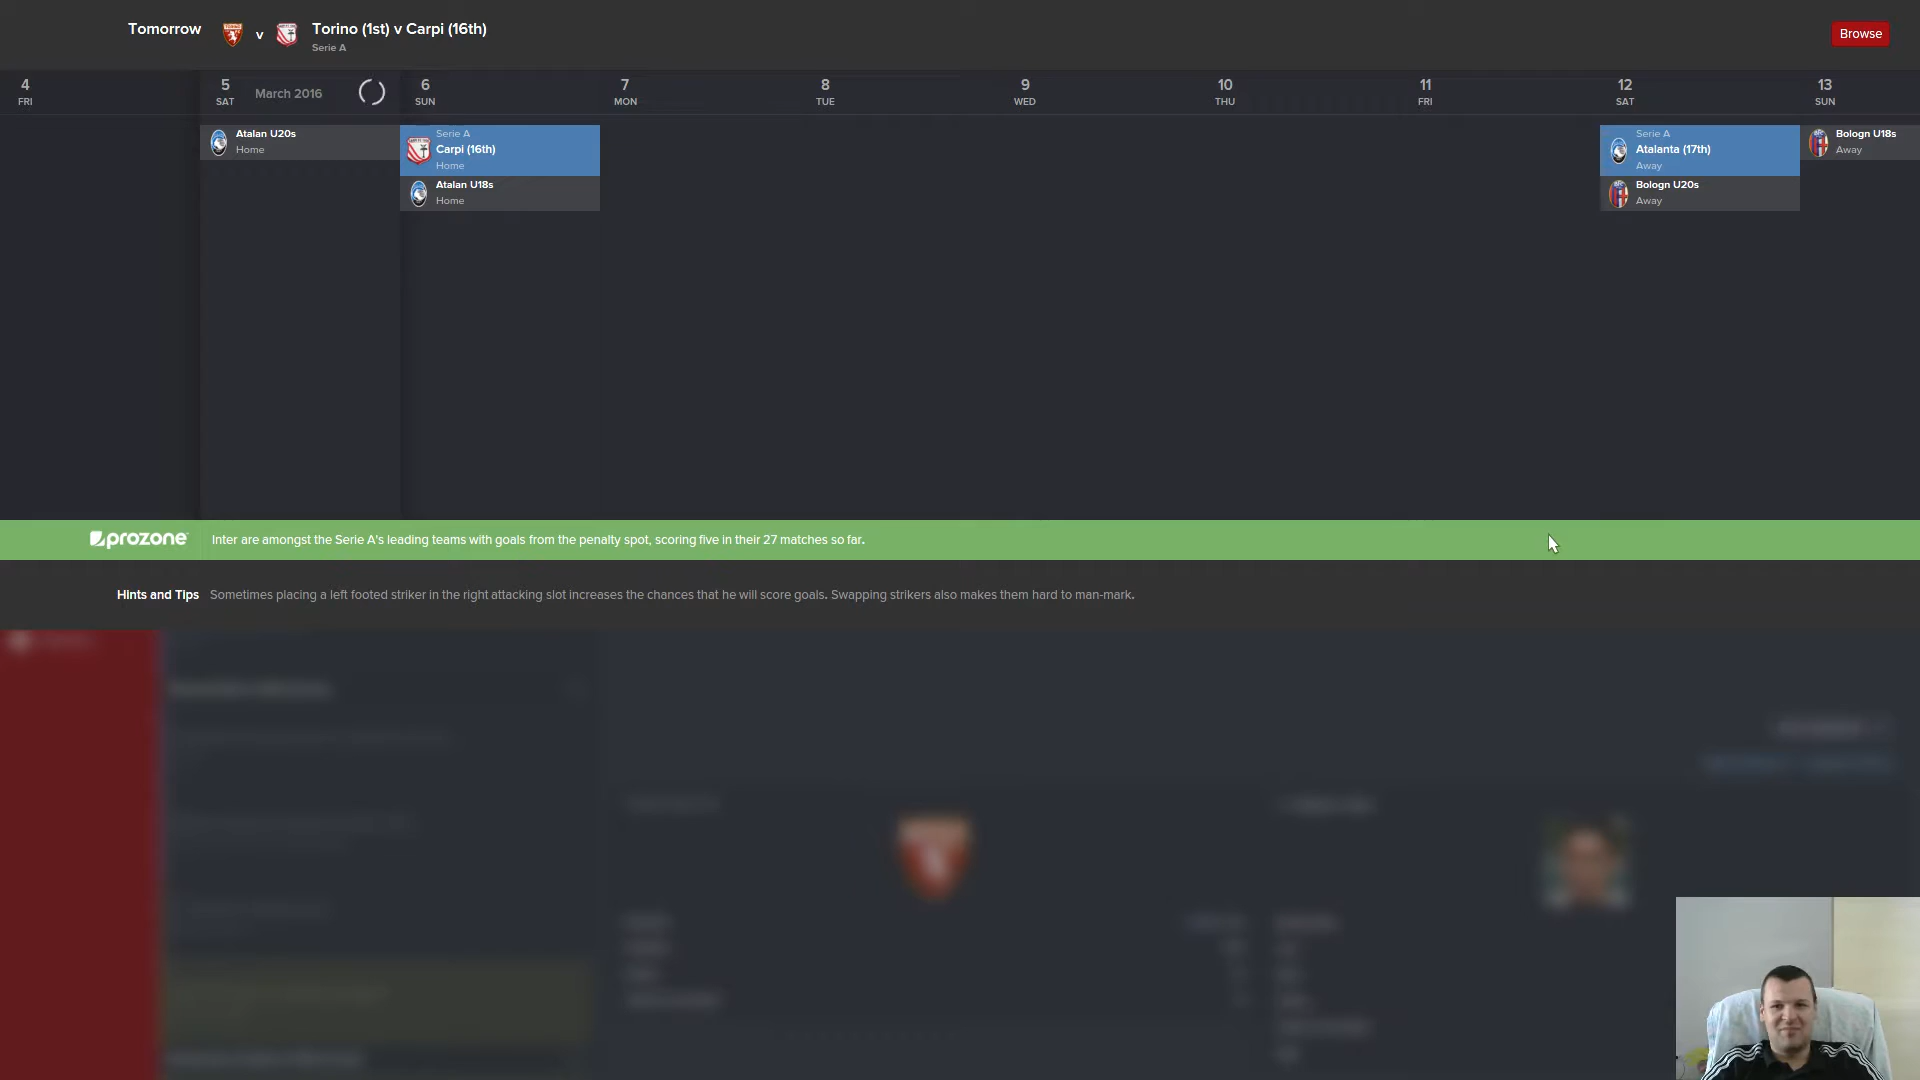 Tomorrow
v
Torino (1st) v Carpi (16th)
Serie A
Browse
4
FRI
5
SAT
March 2016
6
SUN
7
MON
8
TUE
9
WED
10
THU
11
FRI
12
SAT
13
SUN
Atalan U20s
Home
Serie A
Carpi (16th)
Home
Atalan U18s
Home
Serie A
Atalanta (17th)
Away
Bologn U20s
Away
Bologn U18s
Away
prozone
Inter are amongst the Serie A's leading teams with goals from the penalty spot, scoring five in their 27 matches so far.
Hints and Tips
Sometimes placing a left footed striker in the right attacking slot increases the chances that he will score goals. Swapping strikers also makes them hard to man-mark.